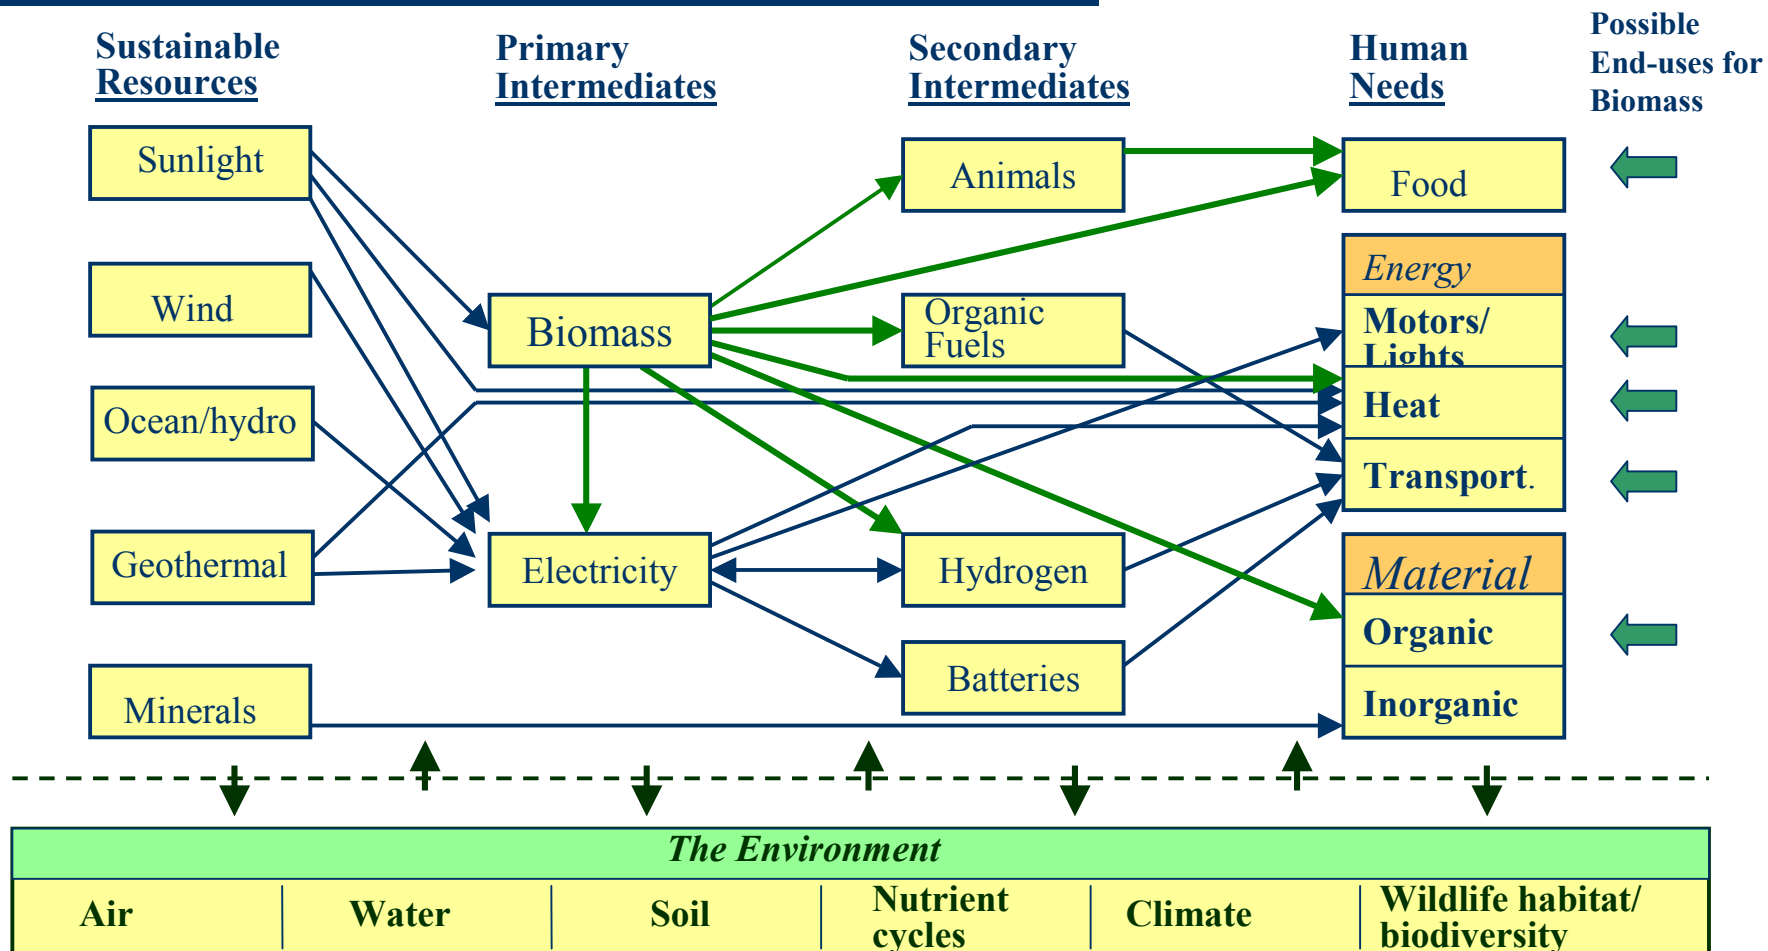 Sustainable
Resources
Primary
Intermediates
Secondary
Intermediates
Human
Needs
Possible
End-uses for
Biomass
Sunlight
Wind
Ocean/hydro
Geothermal
Minerals
Biomass
Electricity
Animals
Organic
Fuels
Hydrogen
Batteries
Food
Energy
Motors/
Lights
Heat
Transport.
Material
Organic
Inorganic
The Environment
Air
Water
Soil
Nutrient
cycles
Climate
Wildlife habitat/
biodiversity